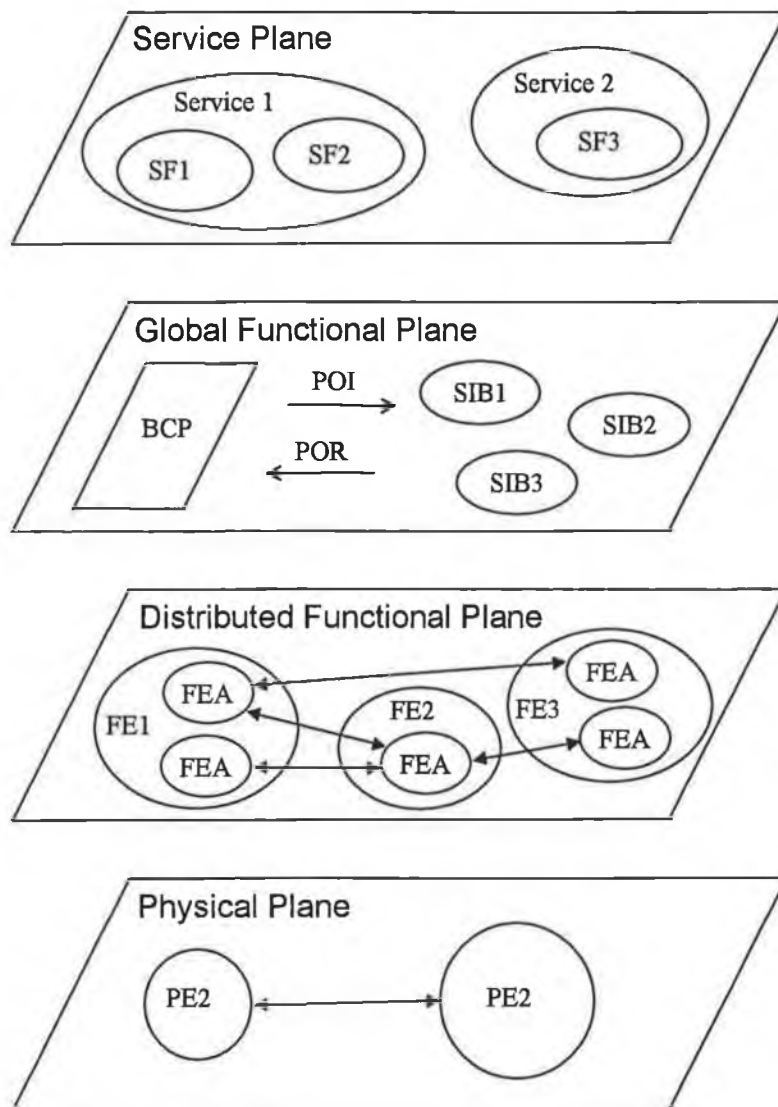 Service Plane
Service 1
Service 2
SF1
SF2
SF3
Global Functional Plane
BCP
POI
POR
SIB1
SIB2
SIB3
Distributed Functional Plane
FE1
FEA
FEA
FE2
FEA
FE3
FEA
FEA
Physical Plane
PE2
PE2